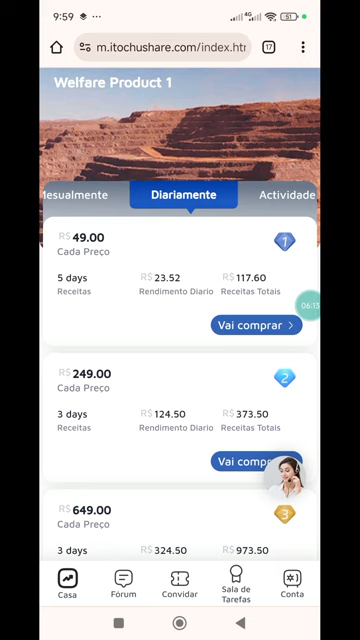 9:59
4G
51
m.itochushare.com/index.htm
17
Welfare Product 1
Mesualmente
Diariamente
Actividade
R$ 49.00
1
Cada Preço
5 days
R$ 23.52
R$ 117.60
Receitas
Rendimento Diario
Receitas Totais
06:13
Vai comprar
R$ 249.00
2
Cada Preço
3 days
R$ 124.50
R$ 373.50
Receitas
Rendimento Diario
Receitas Totais
Vai compr
R$ 649.00
3
Cada Preço
3 days
R$ 324.50
R$ 973.50
Casa
Fórum
Convidar
Sala de
Tarefas
Conta